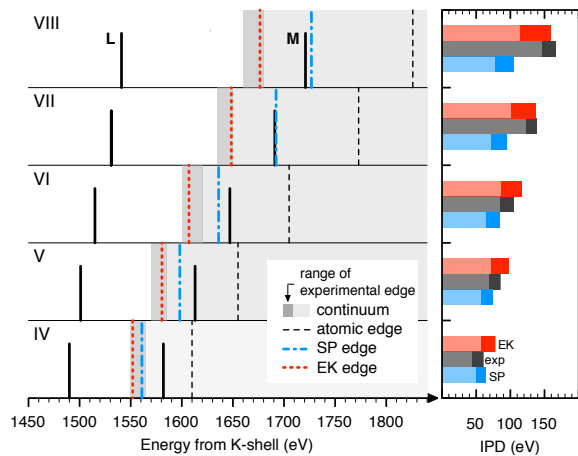 VIII
L
M
VII
VI
V
IV
range of
experimental edge
continuum
atomic edge
SP edge
EK edge
1450 1500 1550 1600 1650 1700 1750 1800
Energy from K-shell (eV)
EK
exp
SP
50 100 150
IPD (eV)